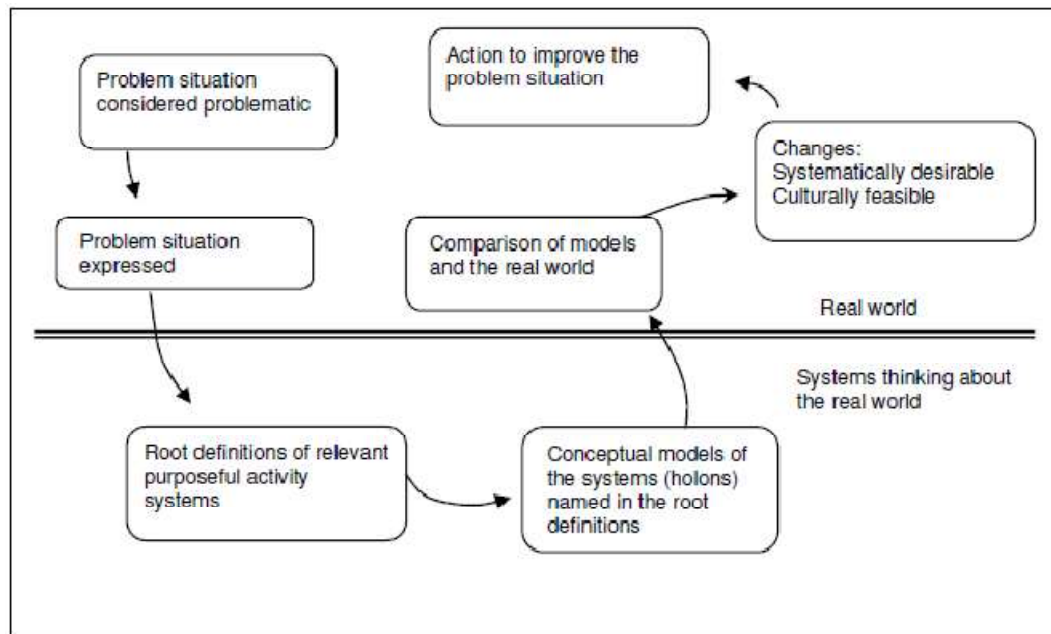 Problem situation
considered problematic
Problem situation
expressed
Root definitions of relevant
purposeful activity
systems
Conceptual models of
the systems (holons)
named in the root
definitions
Comparison of models
and the real world
Changes:
Systematically desirable
Culturally feasible
Action to improve the
problem situation
Real world
Systems thinking about
the real world